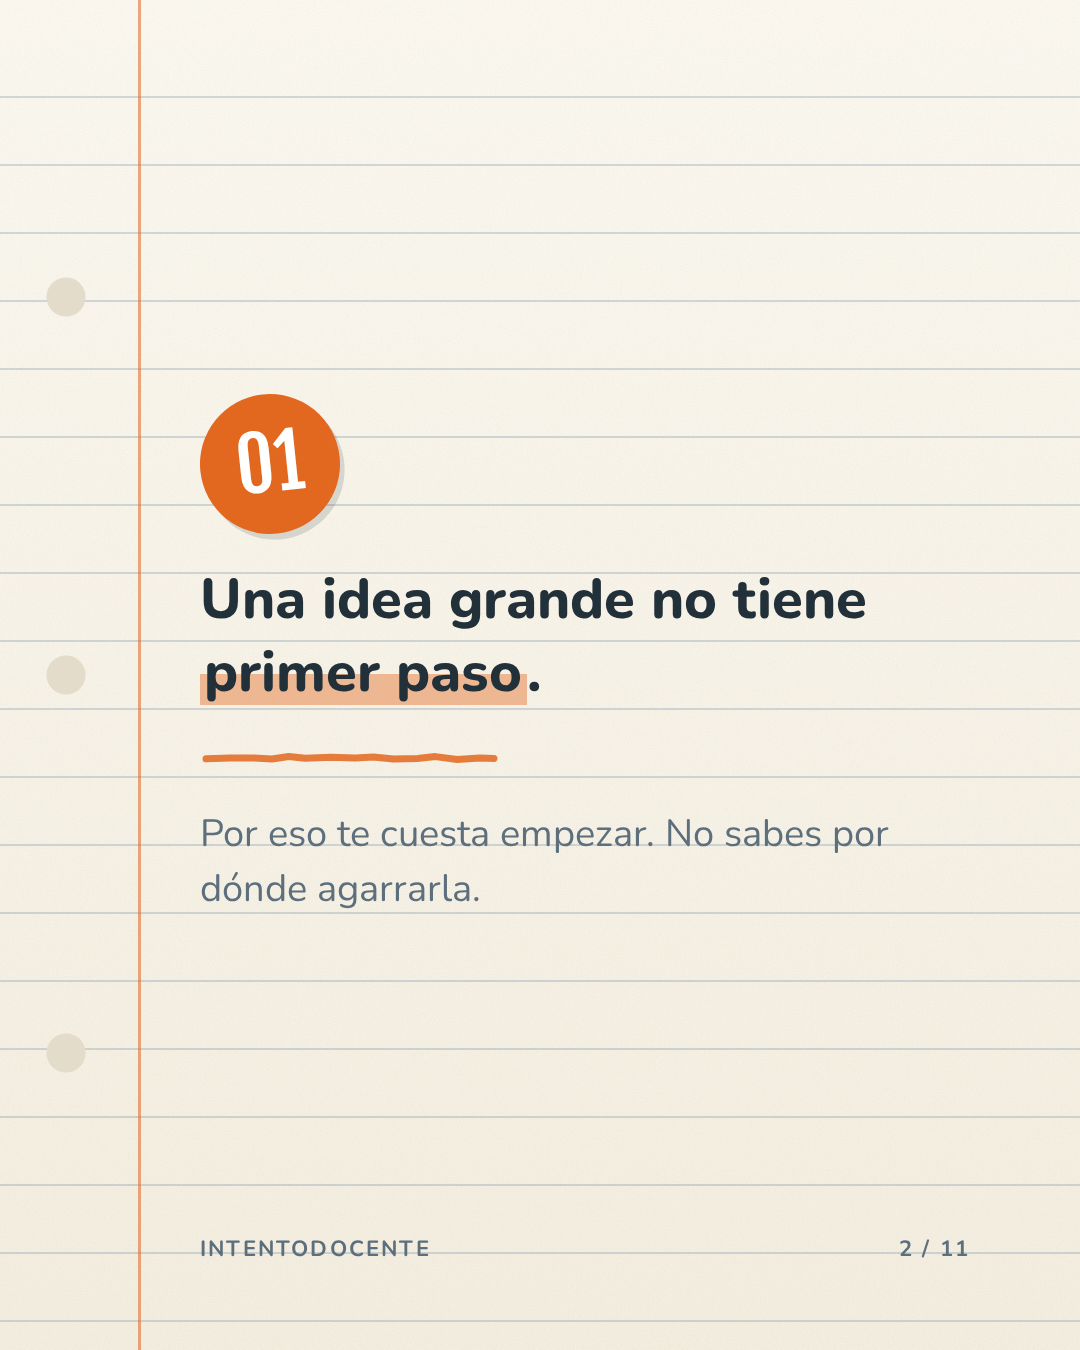 01
Una idea grande no tiene
primer paso.
Por eso te cuesta empezar. No sabes por
dónde agarrarla.
INTENTODOCENTE
2 / 11